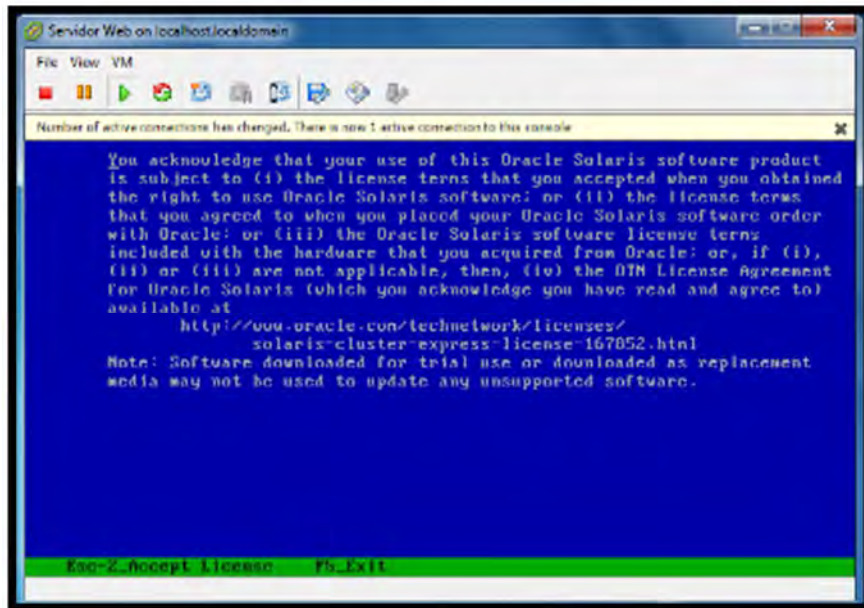 Servidor Web on localhost.localdomain
File View VM
Number of active connections has changed. There is now 1 active connection to this console
You acknowledge that your use of this Oracle Solaris software product
is subject to (i) the license terms that you accepted when you obtained
the right to use Oracle Solaris software; or (ii) the license terms
that you agreed to when you placed your Oracle Solaris software order
with Oracle; or (iii) the Oracle Solaris software license terms
included with the hardware that you acquired from Oracle; or, if (i),
(ii) or (iii) are not applicable, then, (iv) the OTN License Agreement
for Oracle Solaris (which you acknowledge you have read and agree to)
available at
http://www.oracle.com/technetwork/licenses/
solaris-cluster-express-license-167852.html
Note: Software downloaded for trial use or downloaded as replacement
media may not be used to update any unsupported software.
Esc-2_Accept License F5_Exit